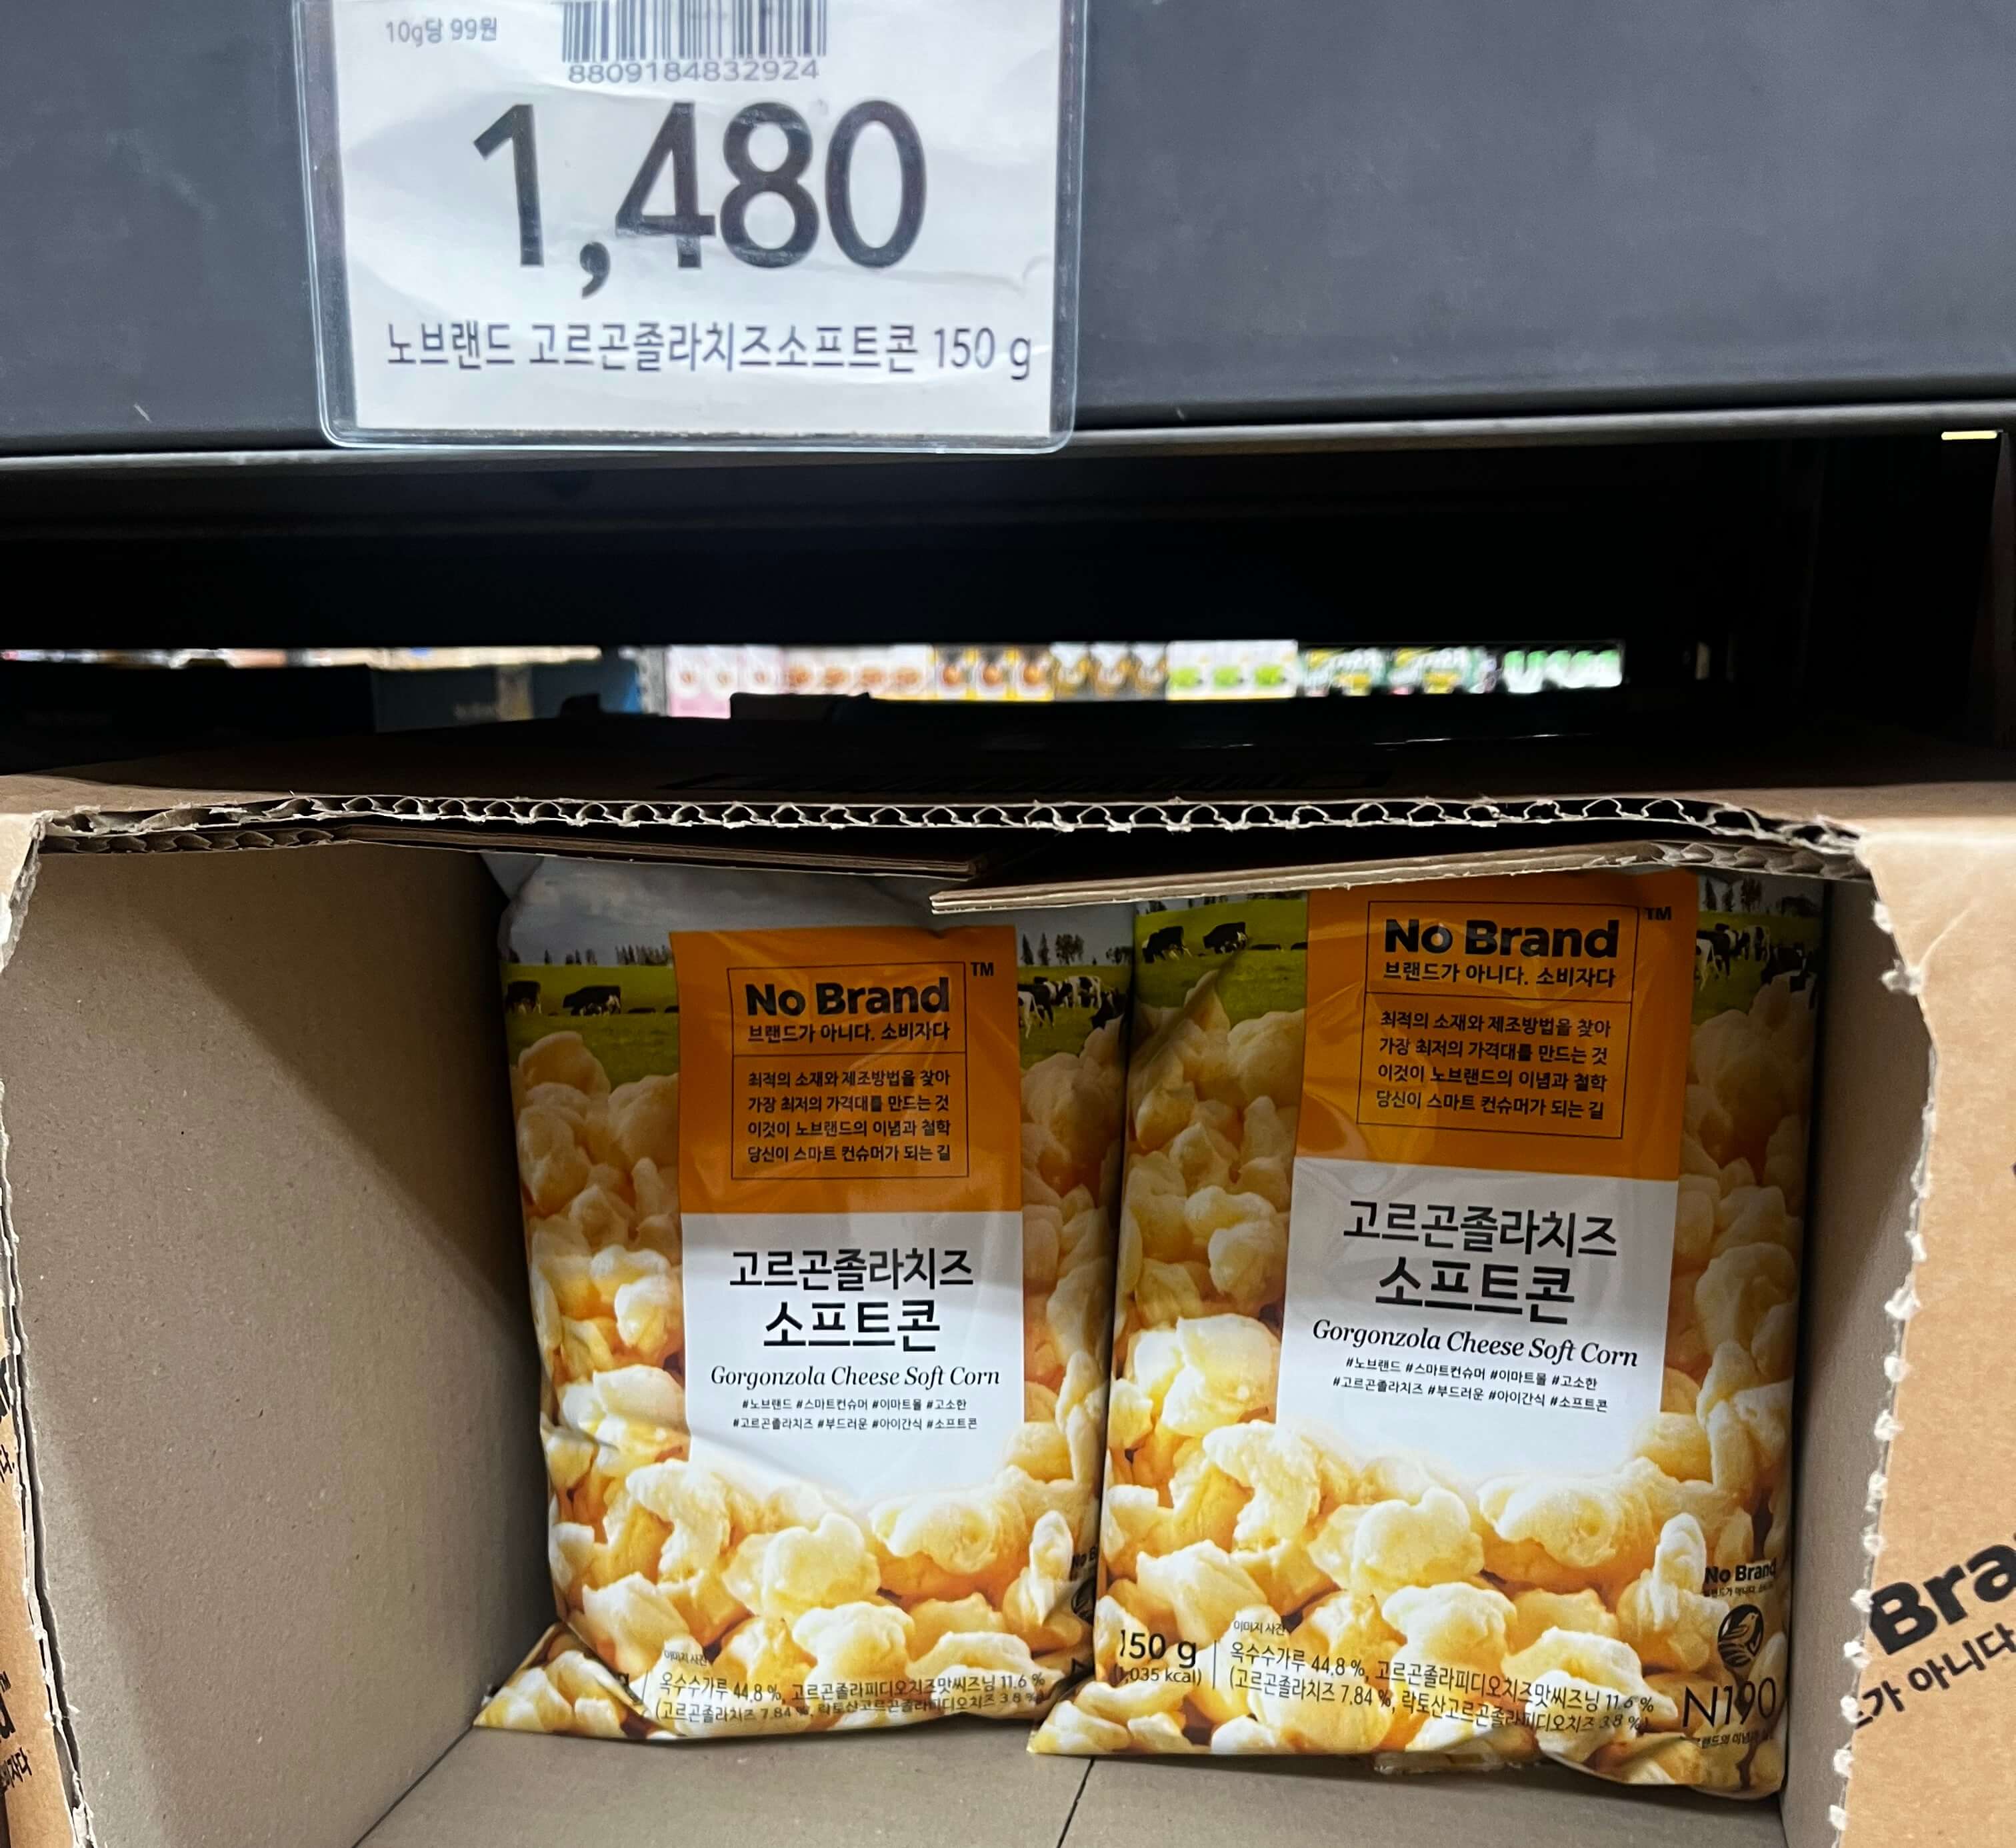 10g당 99원
8809184832924
1,480
노브랜드 고르곤졸라치즈소프트콘 150 g
No Brand
TM
브랜드가 아니다. 소비자다
최적의 소재와 제조방법을 찾아
가장 최저의 가격대를 만드는 것
이것이 노브랜드의 이념과 철학
당신이 스마트 컨슈머가 되는 길
고르곤졸라치즈
소프트콘
Gorgonzola Cheese Soft Corn
#노브랜드 #스마트컨슈머 #이마트몰 #고소한
#고르곤졸라치즈 #부드러운 #아이간식 #소프트콘
이미지 사진
옥수수가루 44.8 %, 고르곤졸라피디오치즈맛씨즈닝 11.6 %
(고르곤졸라치즈 7.84 %, 락토산고르곤졸라피디오치즈 3.8 %)
No Brand
TM
브랜드가 아니다. 소비자다
최적의 소재와 제조방법을 찾아
가장 최저의 가격대를 만드는 것
이것이 노브랜드의 이념과 철학
당신이 스마트 컨슈머가 되는 길
고르곤졸라치즈
소프트콘
Gorgonzola Cheese Soft Corn
#노브랜드 #스마트컨슈머 #이마트몰 #고소한
#고르곤졸라치즈 #부드러운 #아이간식 #소프트콘
No Brand
이미지 사진
150 g
(1,035 kcal)
옥수수가루 44.8 %, 고르곤졸라피디오치즈맛씨즈닝 11.6 %
(고르곤졸라치즈 7.84 %, 락토산고르곤졸라피디오치즈 3.8 %)
N190
Bra
가 아니다